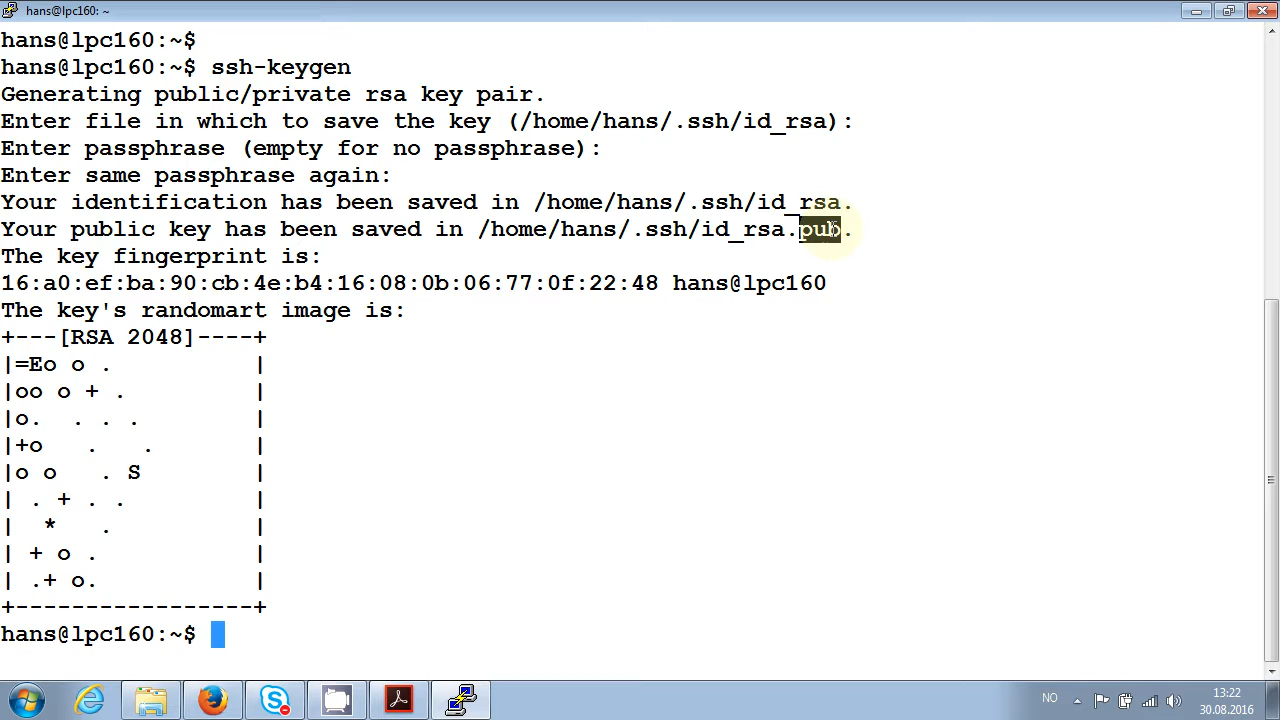 hans@lpc160: ~
hans@lpc160:~$
hans@lpc160:~$ ssh-keygen
Generating public/private rsa key pair.
Enter file in which to save the key (/home/hans/.ssh/id_rsa):
Enter passphrase (empty for no passphrase):
Enter same passphrase again:
Your identification has been saved in /home/hans/.ssh/id_rsa.
Your public key has been saved in /home/hans/.ssh/id_rsa.pub.
The key fingerprint is:
16:a0:ef:ba:90:cb:4e:b4:16:08:0b:06:77:0f:22:48 hans@lpc160
The key's randomart image is:
+---[RSA 2048]----+
|=Eo o .          |
|oo o + .         |
|o.  . . .        |
|+o   .   .       |
|o o   . S        |
| . + . .         |
|  *   .          |
| + o .           |
| .+ o.           |
+-----------------+
hans@lpc160:~$
NO
13:22
30.08.2016